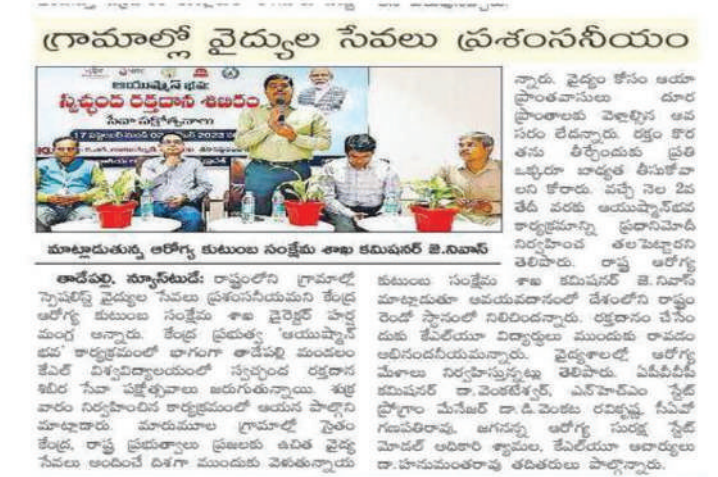 గ్రామాల్లో వైద్యుల సేవలు ప్రశంసనీయం
ఆయుష్మాన్ భవ
స్వచ్ఛంద రక్తదాన శిబిరం
సేవా పక్షోత్సవాలు
మాట్లాడుతున్న ఆరోగ్య కుటుంబ సంక్షేమ శాఖ కమిషనర్ జె.నివాస్
తాడేపల్లి, న్యూస్‌టుడే: రాష్ట్రంలోని గ్రామాల్లో
స్పెషలిస్ట్ వైద్యుల సేవలు ప్రశంసనీయమని కేంద్ర
ఆరోగ్య కుటుంబ సంక్షేమ శాఖ డైరెక్టర్ హర్ష
మంగ్ల అన్నారు. కేంద్ర ప్రభుత్వ 'ఆయుష్మాన్
భవ' కార్యక్రమంలో భాగంగా తాడేపల్లి మండలం
కేఎల్ విశ్వవిద్యాలయంలో స్వచ్ఛంద రక్తదాన
శిబిర సేవా పక్షోత్సవాలు జరుగుతున్నాయి. శుక్ర
వారం నిర్వహించిన కార్యక్రమంలో ఆయన పాల్గొని
మాట్లాడారు. మారుమూల గ్రామాల్లో సైతం
కేంద్ర, రాష్ట్ర ప్రభుత్వాలు ప్రజలకు ఉచిత వైద్య
సేవలు అందించే దిశగా ముందుకు వెళుతున్నాయ
న్నారు. వైద్యం కోసం ఆయా
ప్రాంతవాసులు దూర
ప్రాంతాలకు వెళ్లాల్సిన అవ
సరం లేదన్నారు. రక్తం కొర
తను తీర్చేందుకు ప్రతి
ఒక్కరూ బాధ్యత తీసుకోవా
లని కోరారు. వచ్చే నెల 2వ
తేదీ వరకు ఆయుష్మాన్‌భవ
కార్యక్రమాన్ని ప్రధానిమోదీ
నిర్వహించ తలపెట్టారని
తెలిపారు. రాష్ట్ర ఆరోగ్య
కుటుంబ సంక్షేమ శాఖ కమిషనర్ జె.నివాస్
మాట్లాడుతూ అవయవదానంలో దేశంలోని రాష్ట్రం
రెండో స్థానంలో నిలిచిందన్నారు. రక్తదానం చేసేం
దుకు కేఎల్‌యూ విద్యార్థులు ముందుకు రావడం
అభినందనీయమన్నారు. వైద్యశాలల్లో ఆరోగ్య
మేళాలు నిర్వహిస్తున్నట్లు తెలిపారు. ఏపీవీవీపీ
కమిషనర్ డా.వెంకటేశ్వర్, ఎన్‌హెచ్‌ఎం స్టేట్
ప్రోగ్రాం మేనేజర్ డా.డి.వెంకట రవికృష్ణ, సీఏవో
గణపతిరావు, జగనన్న ఆరోగ్య సురక్ష స్టేట్
నోడల్ అధికారి శ్యామల, కేఎల్‌యూ ఆచార్యులు
డా.హనుమంతరావు తదితరులు పాల్గొన్నారు.